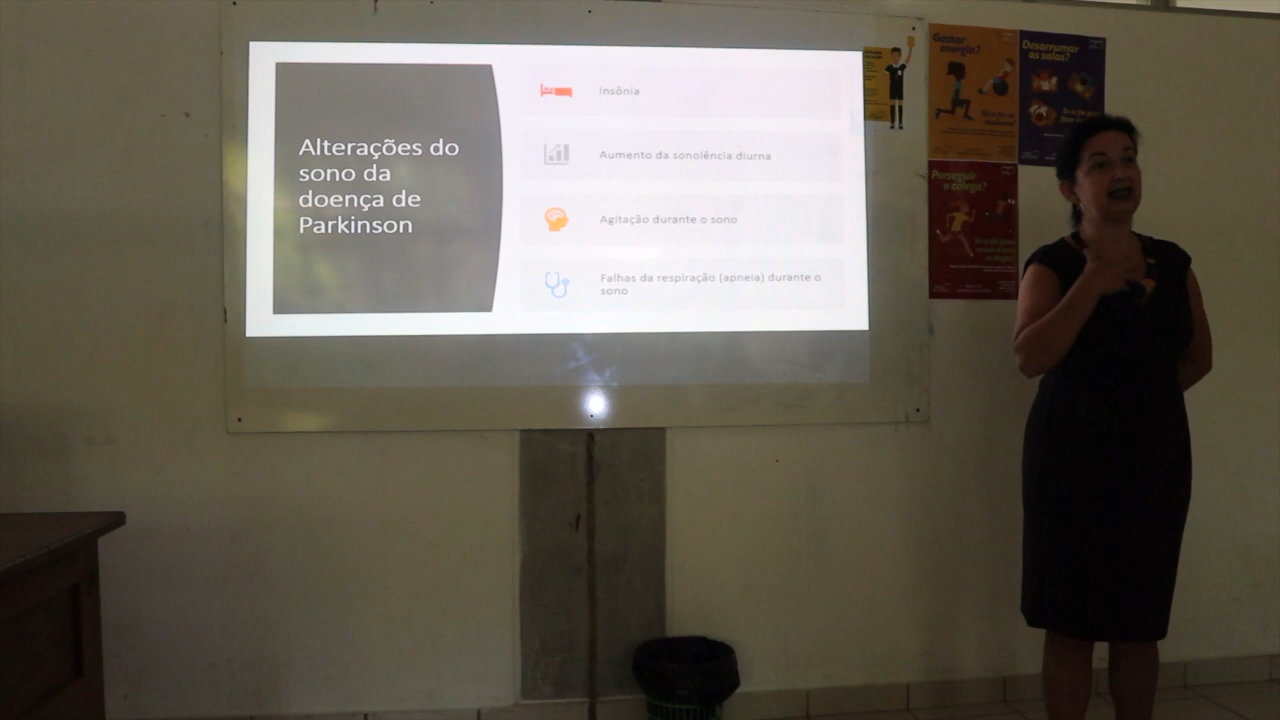 Alterações do
sono da
doença de
Parkinson
Insônia
Aumento da sonolência diurna
Agitação durante o sono
Falhas da respiração (apneia) durante o
sono
Gastar
energia?
Desarrumar
as salas?
Perseguir
o colega?